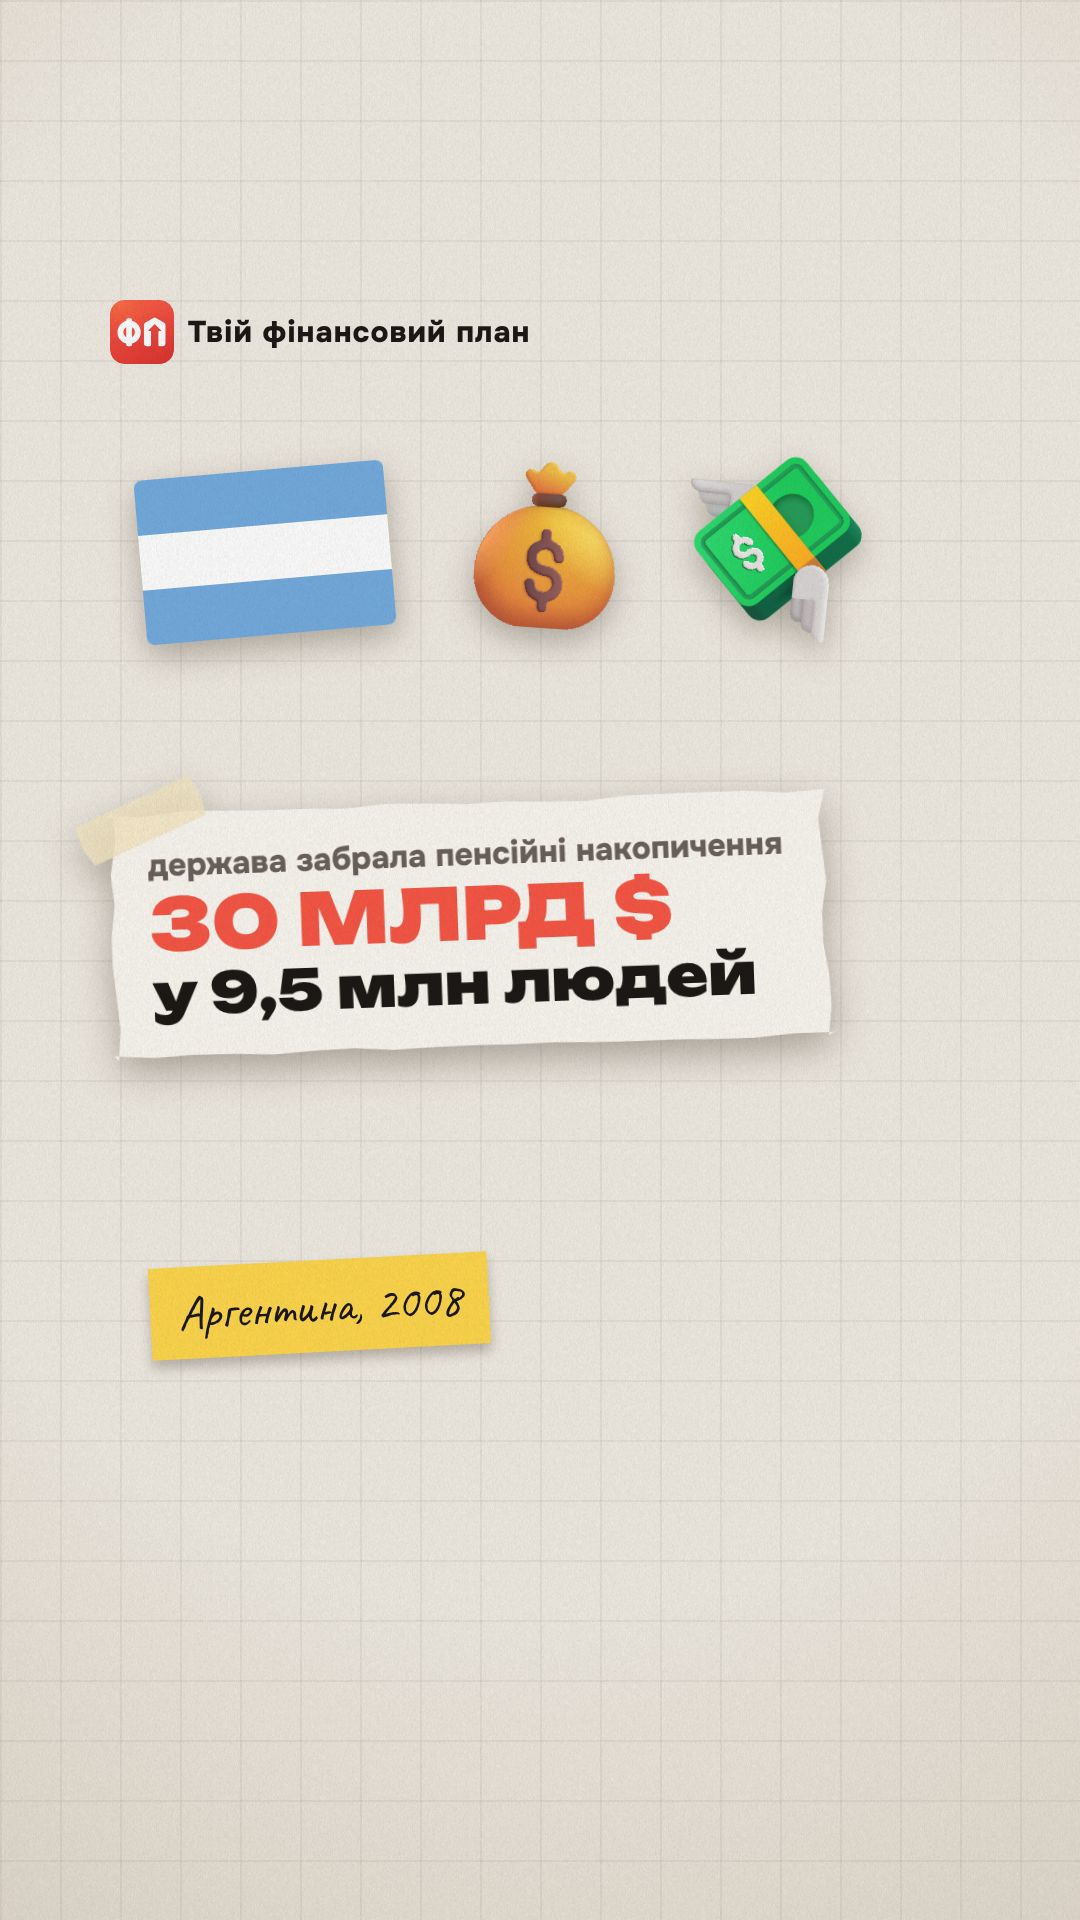 ФП Твій фінансовий план
$
$
держава забрала пенсійні накопичення
30 МЛРД $
у 9,5 млн людей
Аргентина, 2008